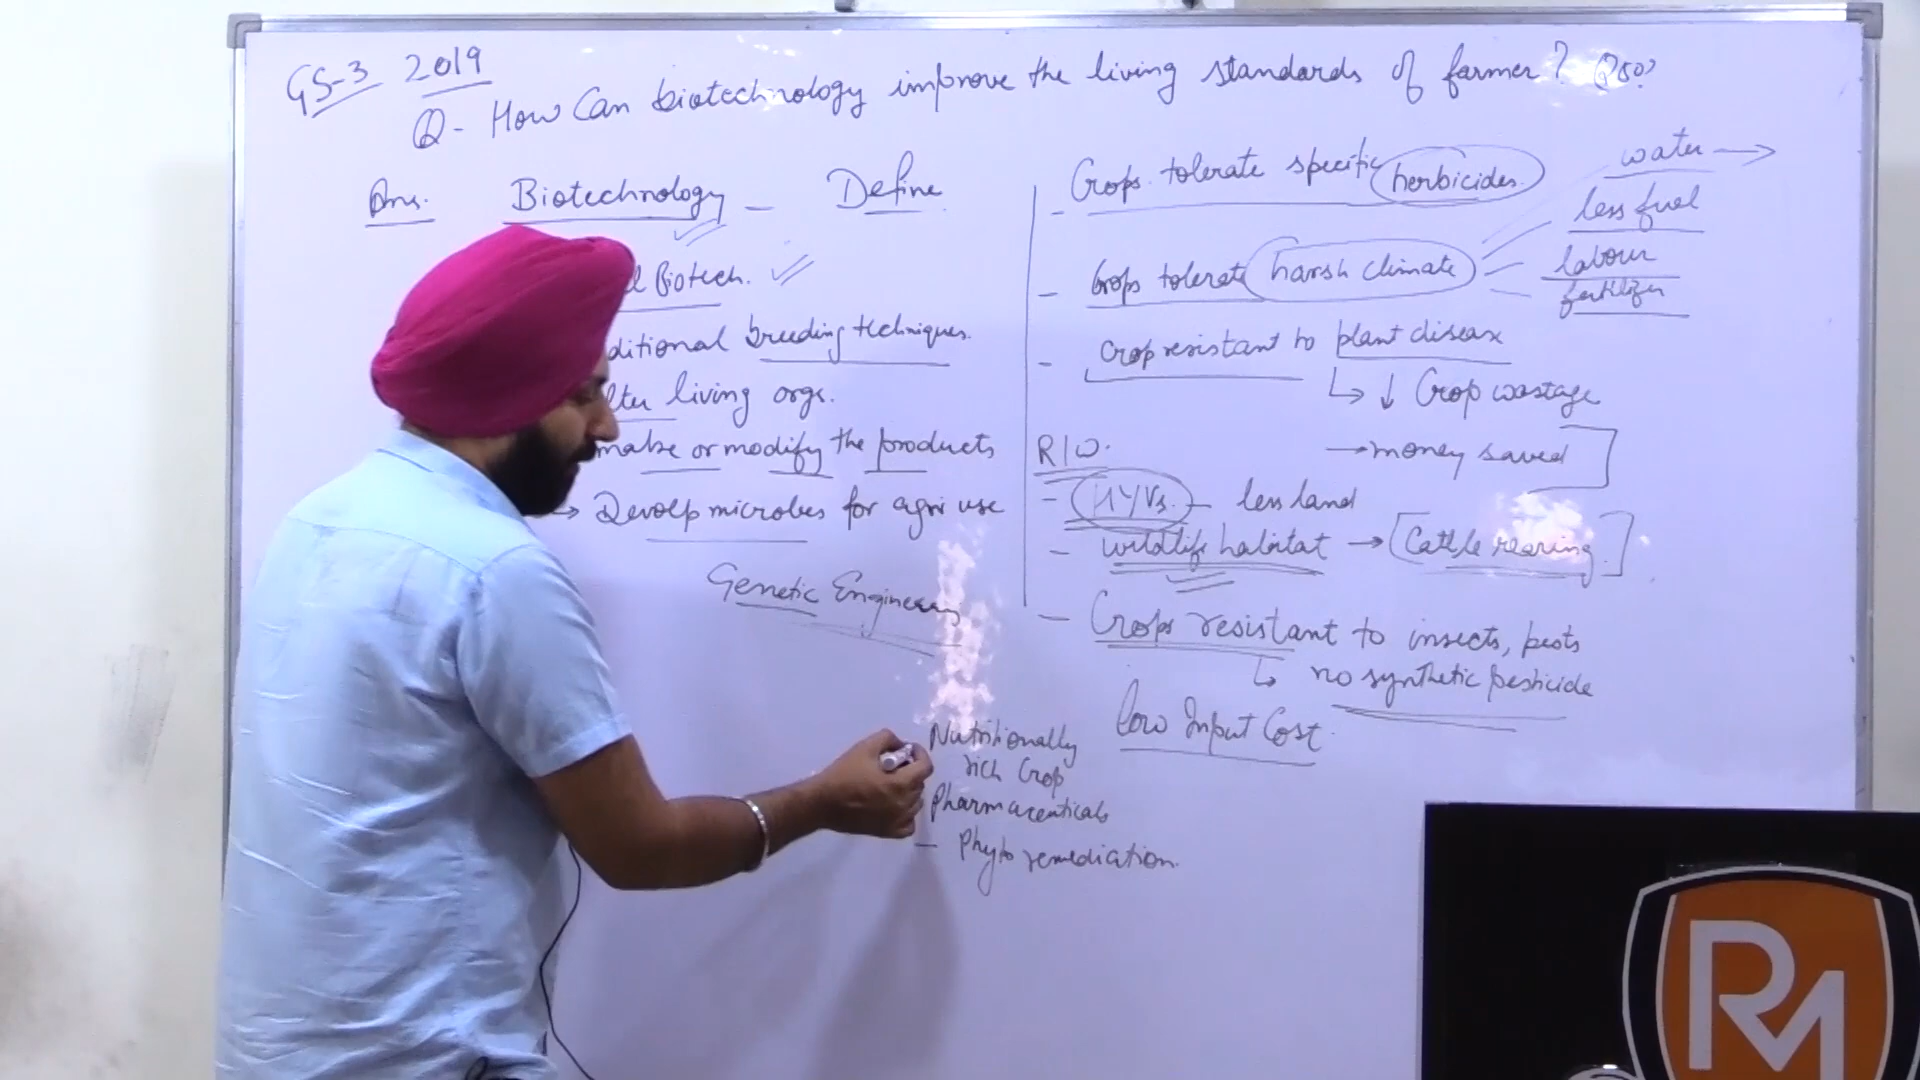 GS-3 2019
Q- How Can biotechnology improve the living standards of farmer?
Ans. Biotechnology - Define
Biotech.
ditional breeding techniques.
lter living orgs.
make or modify the products
→ Devolp microbes for agri use
Genetic Engineering
- Crops tolerate specific herbicides.
- Crops tolerate harsh climate
water →
less fuel
labour
fertilizer
- Crop resistant to plant disease
↳ ↓ Crop wastage
→ money saved
R/W.
- HYVs. - less land
- wildlife habitat → [Cattle rearing]
- Crops resistant to insects, pests
↳ no synthetic pesticide
Low Input Cost.
Nutritionally
rich Crop
Pharmaceuticals
- Phyto remediation.
RM